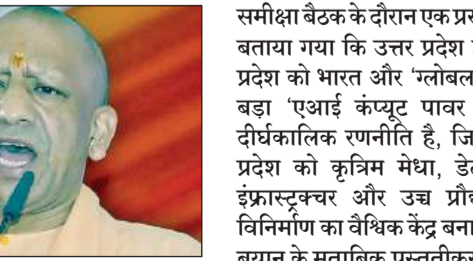 समीक्षा बैठक के दौरान एक
बताया गया कि उत्तर प्रदेश
प्रदेश को भारत और ‘ग्लोबल
बड़ा ‘एआई कंप्यूट पावर
दीर्घकालिक रणनीति है,
प्रदेश को कृत्रिम मेधा,
इंफ्रास्ट्रक्चर और उच्च
विनिर्माण का वैश्विक केंद्र
बयान के मुताबिक